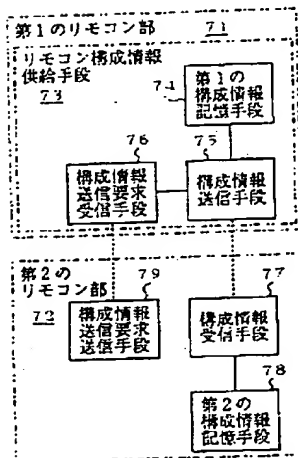 第1のリモコン部 71
リモコン構成情報
供給手段
73
74
第1の
構成情報
記憶手段
76
75
構成情報
送信要求
受信手段
構成情報
送信手段
第2の
リモコン部
72
79
77
構成情報
送信要求
送信手段
構成情報
受信手段
78
第2の
構成情報
記憶手段